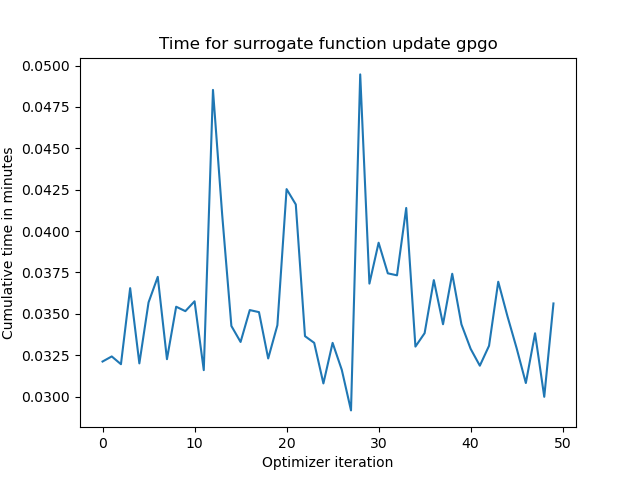 Time for surrogate function update gpgo
0.0500
0.0475
0.0450
0.0425
0.0400
0.0375
0.0350
0.0325
0.0300
Cumulative time in minutes
0 10 20 30 40 50
Optimizer iteration